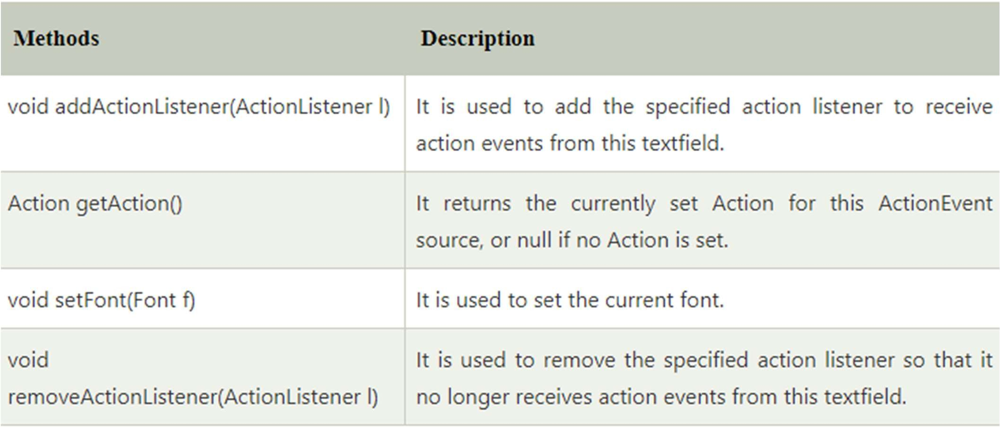 Methods Description
void addActionListener(ActionListener l) It is used to add the specified action listener to receive
action events from this textfield.
Action getAction() It returns the currently set Action for this ActionEvent
source, or null if no Action is set.
void setFont(Font f) It is used to set the current font.
void It is used to remove the specified action listener so that it
removeActionListener(ActionListener l) no longer receives action events from this textfield.